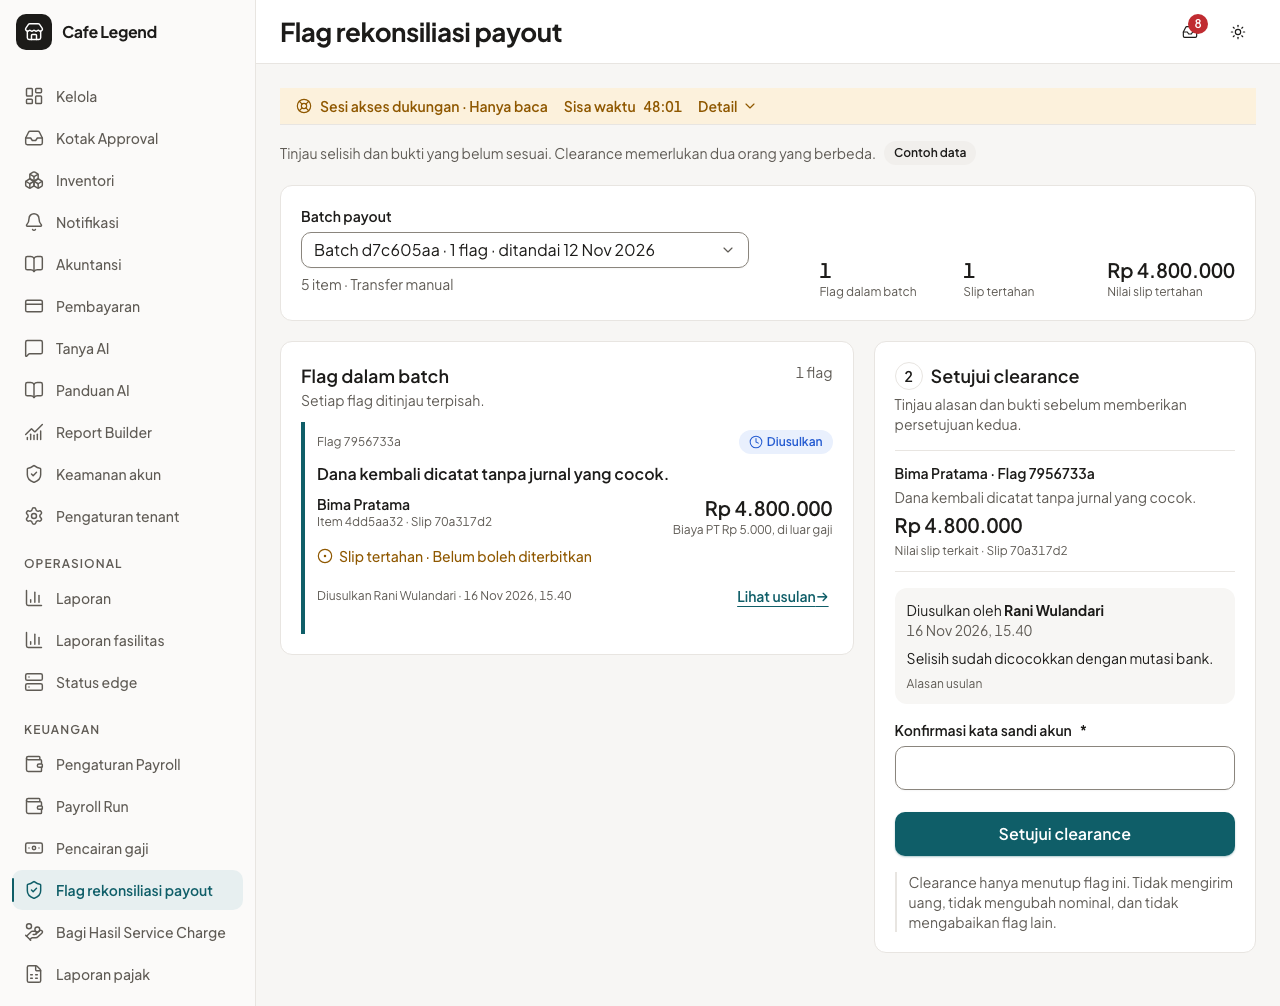 Cafe Legend
Kelola
Kotak Approval
Inventori
Notifikasi
Akuntansi
Pembayaran
Tanya AI
Panduan AI
Report Builder
Keamanan akun
Pengaturan tenant
OPERASIONAL
Laporan
Laporan fasilitas
Status edge
KEUANGAN
Pengaturan Payroll
Payroll Run
Pencairan gaji
Flag rekonsiliasi payout
Bagi Hasil Service Charge
Laporan pajak
Flag rekonsiliasi payout
8
Sesi akses dukungan · Hanya baca Sisa waktu 48:01 Detail
Tinjau selisih dan bukti yang belum sesuai. Clearance memerlukan dua orang yang berbeda. Contoh data
Batch payout
Batch d7c605aa · 1 flag · ditandai 12 Nov 2026
5 item · Transfer manual
1
Flag dalam batch
1
Slip tertahan
Rp 4.800.000
Nilai slip tertahan
Flag dalam batch
1 flag
Setiap flag ditinjau terpisah.
Flag 7956733a
Diusulkan
Dana kembali dicatat tanpa jurnal yang cocok.
Bima Pratama
Item 4dd5aa32 · Slip 70a317d2
Rp 4.800.000
Biaya PT Rp 5.000, di luar gaji
Slip tertahan · Belum boleh diterbitkan
Diusulkan Rani Wulandari · 16 Nov 2026, 15.40
Lihat usulan→
2 Setujui clearance
Tinjau alasan dan bukti sebelum memberikan
persetujuan kedua.
Bima Pratama · Flag 7956733a
Dana kembali dicatat tanpa jurnal yang cocok.
Rp 4.800.000
Nilai slip terkait · Slip 70a317d2
Diusulkan oleh Rani Wulandari
16 Nov 2026, 15.40
Selisih sudah dicocokkan dengan mutasi bank.
Alasan usulan
Konfirmasi kata sandi akun *
Setujui clearance
Clearance hanya menutup flag ini. Tidak mengirim
uang, tidak mengubah nominal, dan tidak
mengabaikan flag lain.